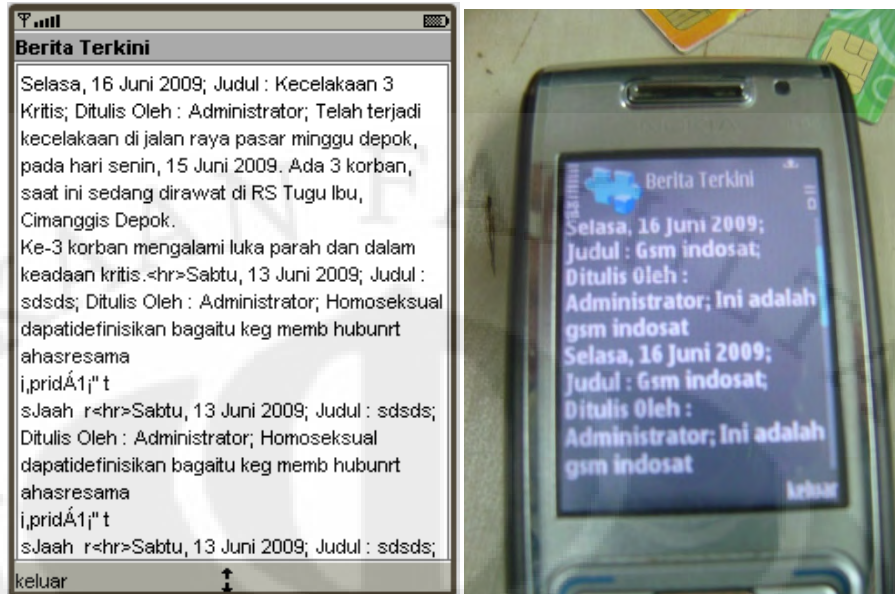 Berita Terkini
Selasa, 16 Juni 2009; Judul : Kecelakaan 3
Kritis; Ditulis Oleh : Administrator; Telah terjadi
kecelakaan di jalan raya pasar minggu depok,
pada hari senin, 15 Juni 2009. Ada 3 korban,
saat ini sedang dirawat di RS Tugu Ibu,
Cimanggis Depok.
Ke-3 korban mengalami luka parah dan dalam
keadaan kritis.<hr>Sabtu, 13 Juni 2009; Judul :
sdsds; Ditulis Oleh : Administrator; Homoseksual
dapatidefinisikan bagaitu keg memb hubunrt
ahasresama
i,pridÁ1¡" t
sJaah r<hr>Sabtu, 13 Juni 2009; Judul : sdsds;
Ditulis Oleh : Administrator; Homoseksual
dapatidefinisikan bagaitu keg memb hubunrt
ahasresama
i,pridÁ1¡" t
sJaah r<hr>Sabtu, 13 Juni 2009; Judul : sdsds;
keluar
Berita Terkini
Selasa, 16 Juni 2009;
Judul : Gsm indosat;
Ditulis Oleh :
Administrator; Ini adalah
gsm indosat
Selasa, 16 Juni 2009;
Judul : Gsm indosat;
Ditulis Oleh :
Administrator; Ini adalah
gsm indosat
keluar